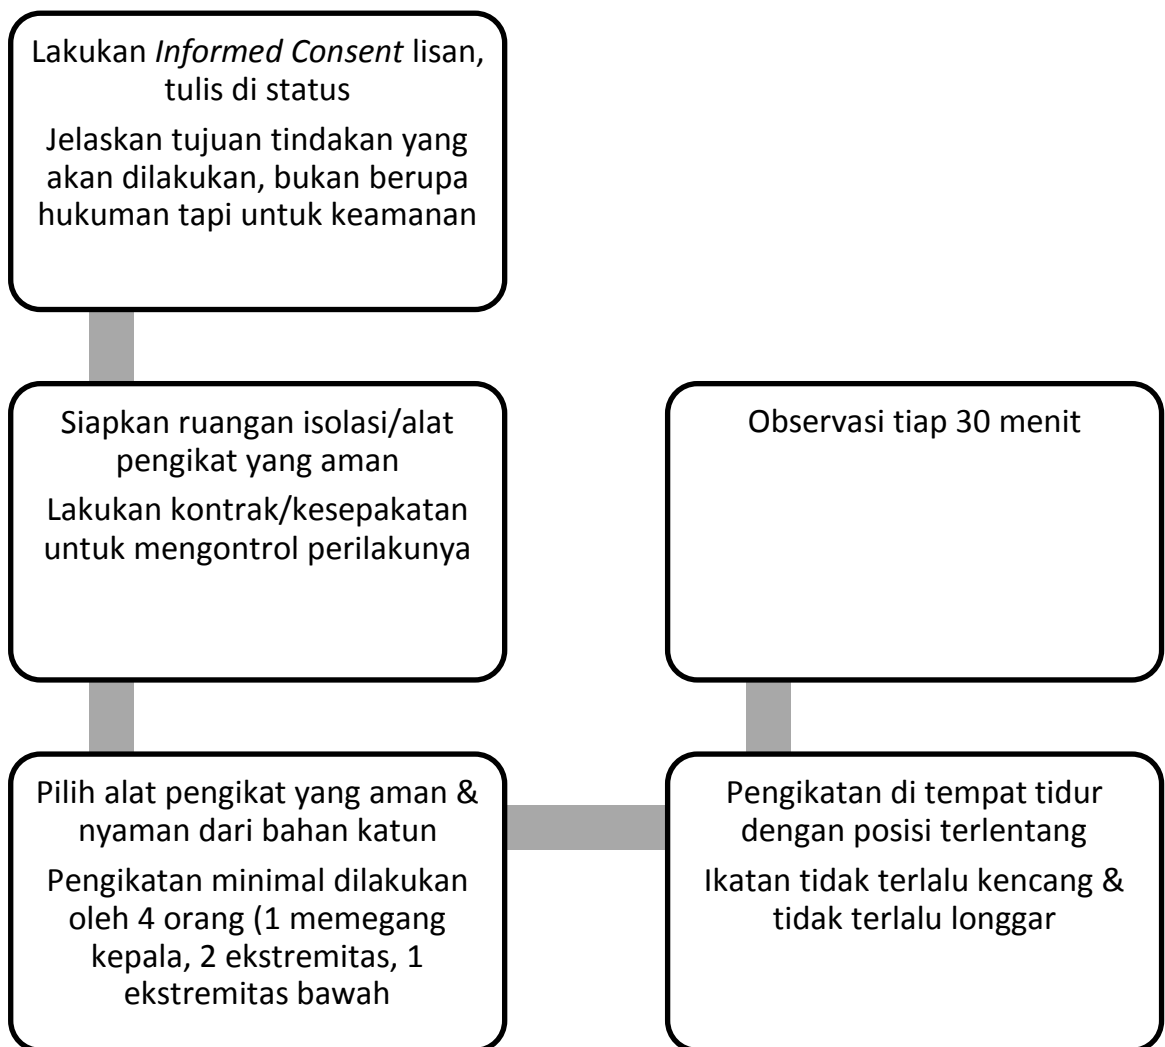 Lakukan Informed Consent lisan,
tulis di status
Jelaskan tujuan tindakan yang
akan dilakukan, bukan berupa
hukuman tapi untuk keamanan
Siapkan ruangan isolasi/alat
pengikat yang aman
Lakukan kontrak/kesepakatan
untuk mengontrol perilakunya
Pilih alat pengikat yang aman &
nyaman dari bahan katun
Pengikatan minimal dilakukan
oleh 4 orang (1 memegang
kepala, 2 ekstremitas, 1
ekstremitas bawah
Pengikatan di tempat tidur
dengan posisi terlentang
Ikatan tidak terlalu kencang &
tidak terlalu longgar
Observasi tiap 30 menit